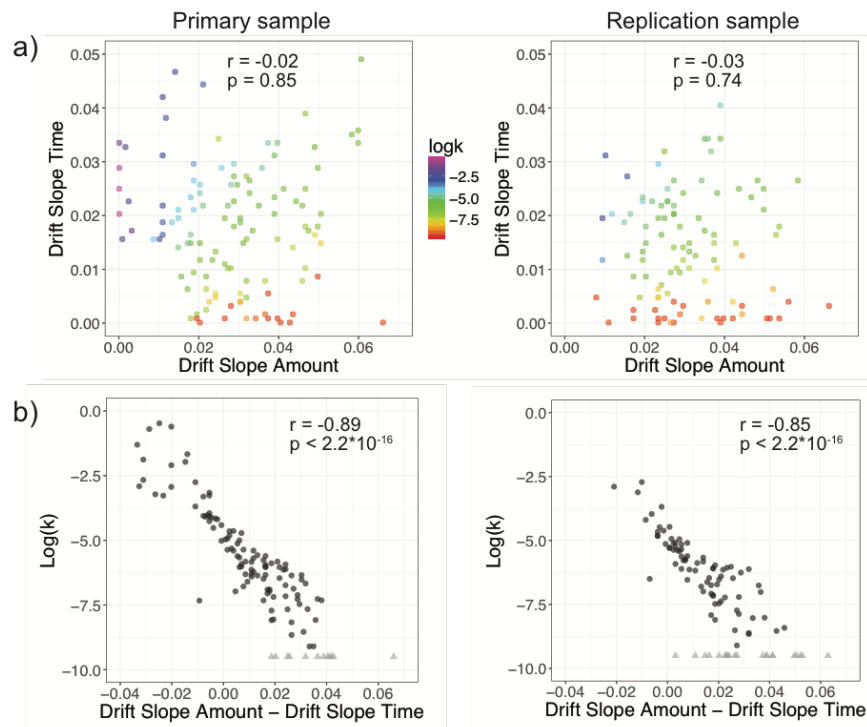 Primary sample
Replication sample
a)
r = -0.02
p = 0.85
r = -0.03
p = 0.74
Drift Slope Time
0.05
0.04
0.03
0.02
0.01
0.00
0.00
0.02
0.04
0.06
Drift Slope Amount
logk
−2.5
−5.0
−7.5
Drift Slope Time
0.05
0.04
0.03
0.02
0.01
0.00
0.00
0.02
0.04
0.06
Drift Slope Amount
b)
r = -0.89
p < 2.2*10-16
r = -0.85
p < 2.2*10-16
Log(k)
0.0
−2.5
−5.0
−7.5
−10.0
−0.04
−0.02
0.00
0.02
0.04
0.06
Drift Slope Amount − Drift Slope Time
Log(k)
0.0
−2.5
−5.0
−7.5
−10.0
−0.04
−0.02
0.00
0.02
0.04
0.06
Drift Slope Amount − Drift Slope Time